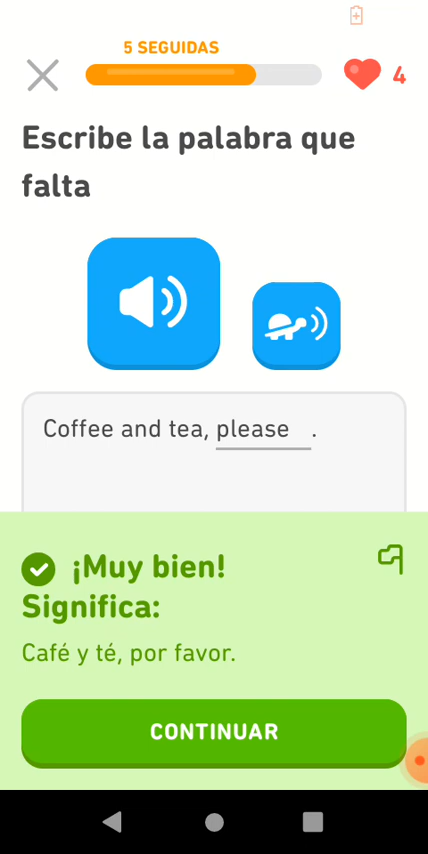 5 SEGUIDAS
4
Escribe la palabra que
falta
Coffee and tea, please.
¡Muy bien!
Significa:
Café y té, por favor.
CONTINUAR